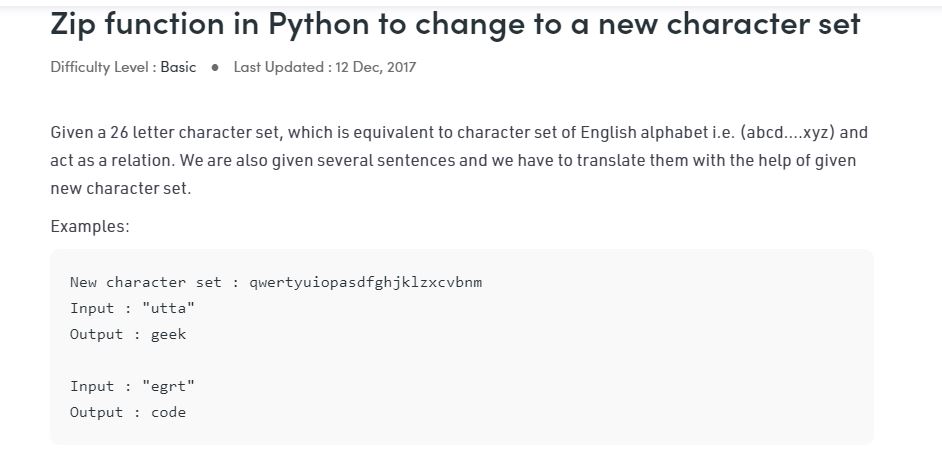 Zip function in Python to change to a new character set
Difficulty Level : Basic ● Last Updated : 12 Dec, 2017
Given a 26 letter character set, which is equivalent to character set of English alphabet i.e. (abcd....xyz) and
act as a relation. We are also given several sentences and we have to translate them with the help of given
new character set.
Examples:
New character set : qwertyuiopasdfghjklzxcvbnm
Input : "utta"
Output : geek
Input : "egrt"
Output : code